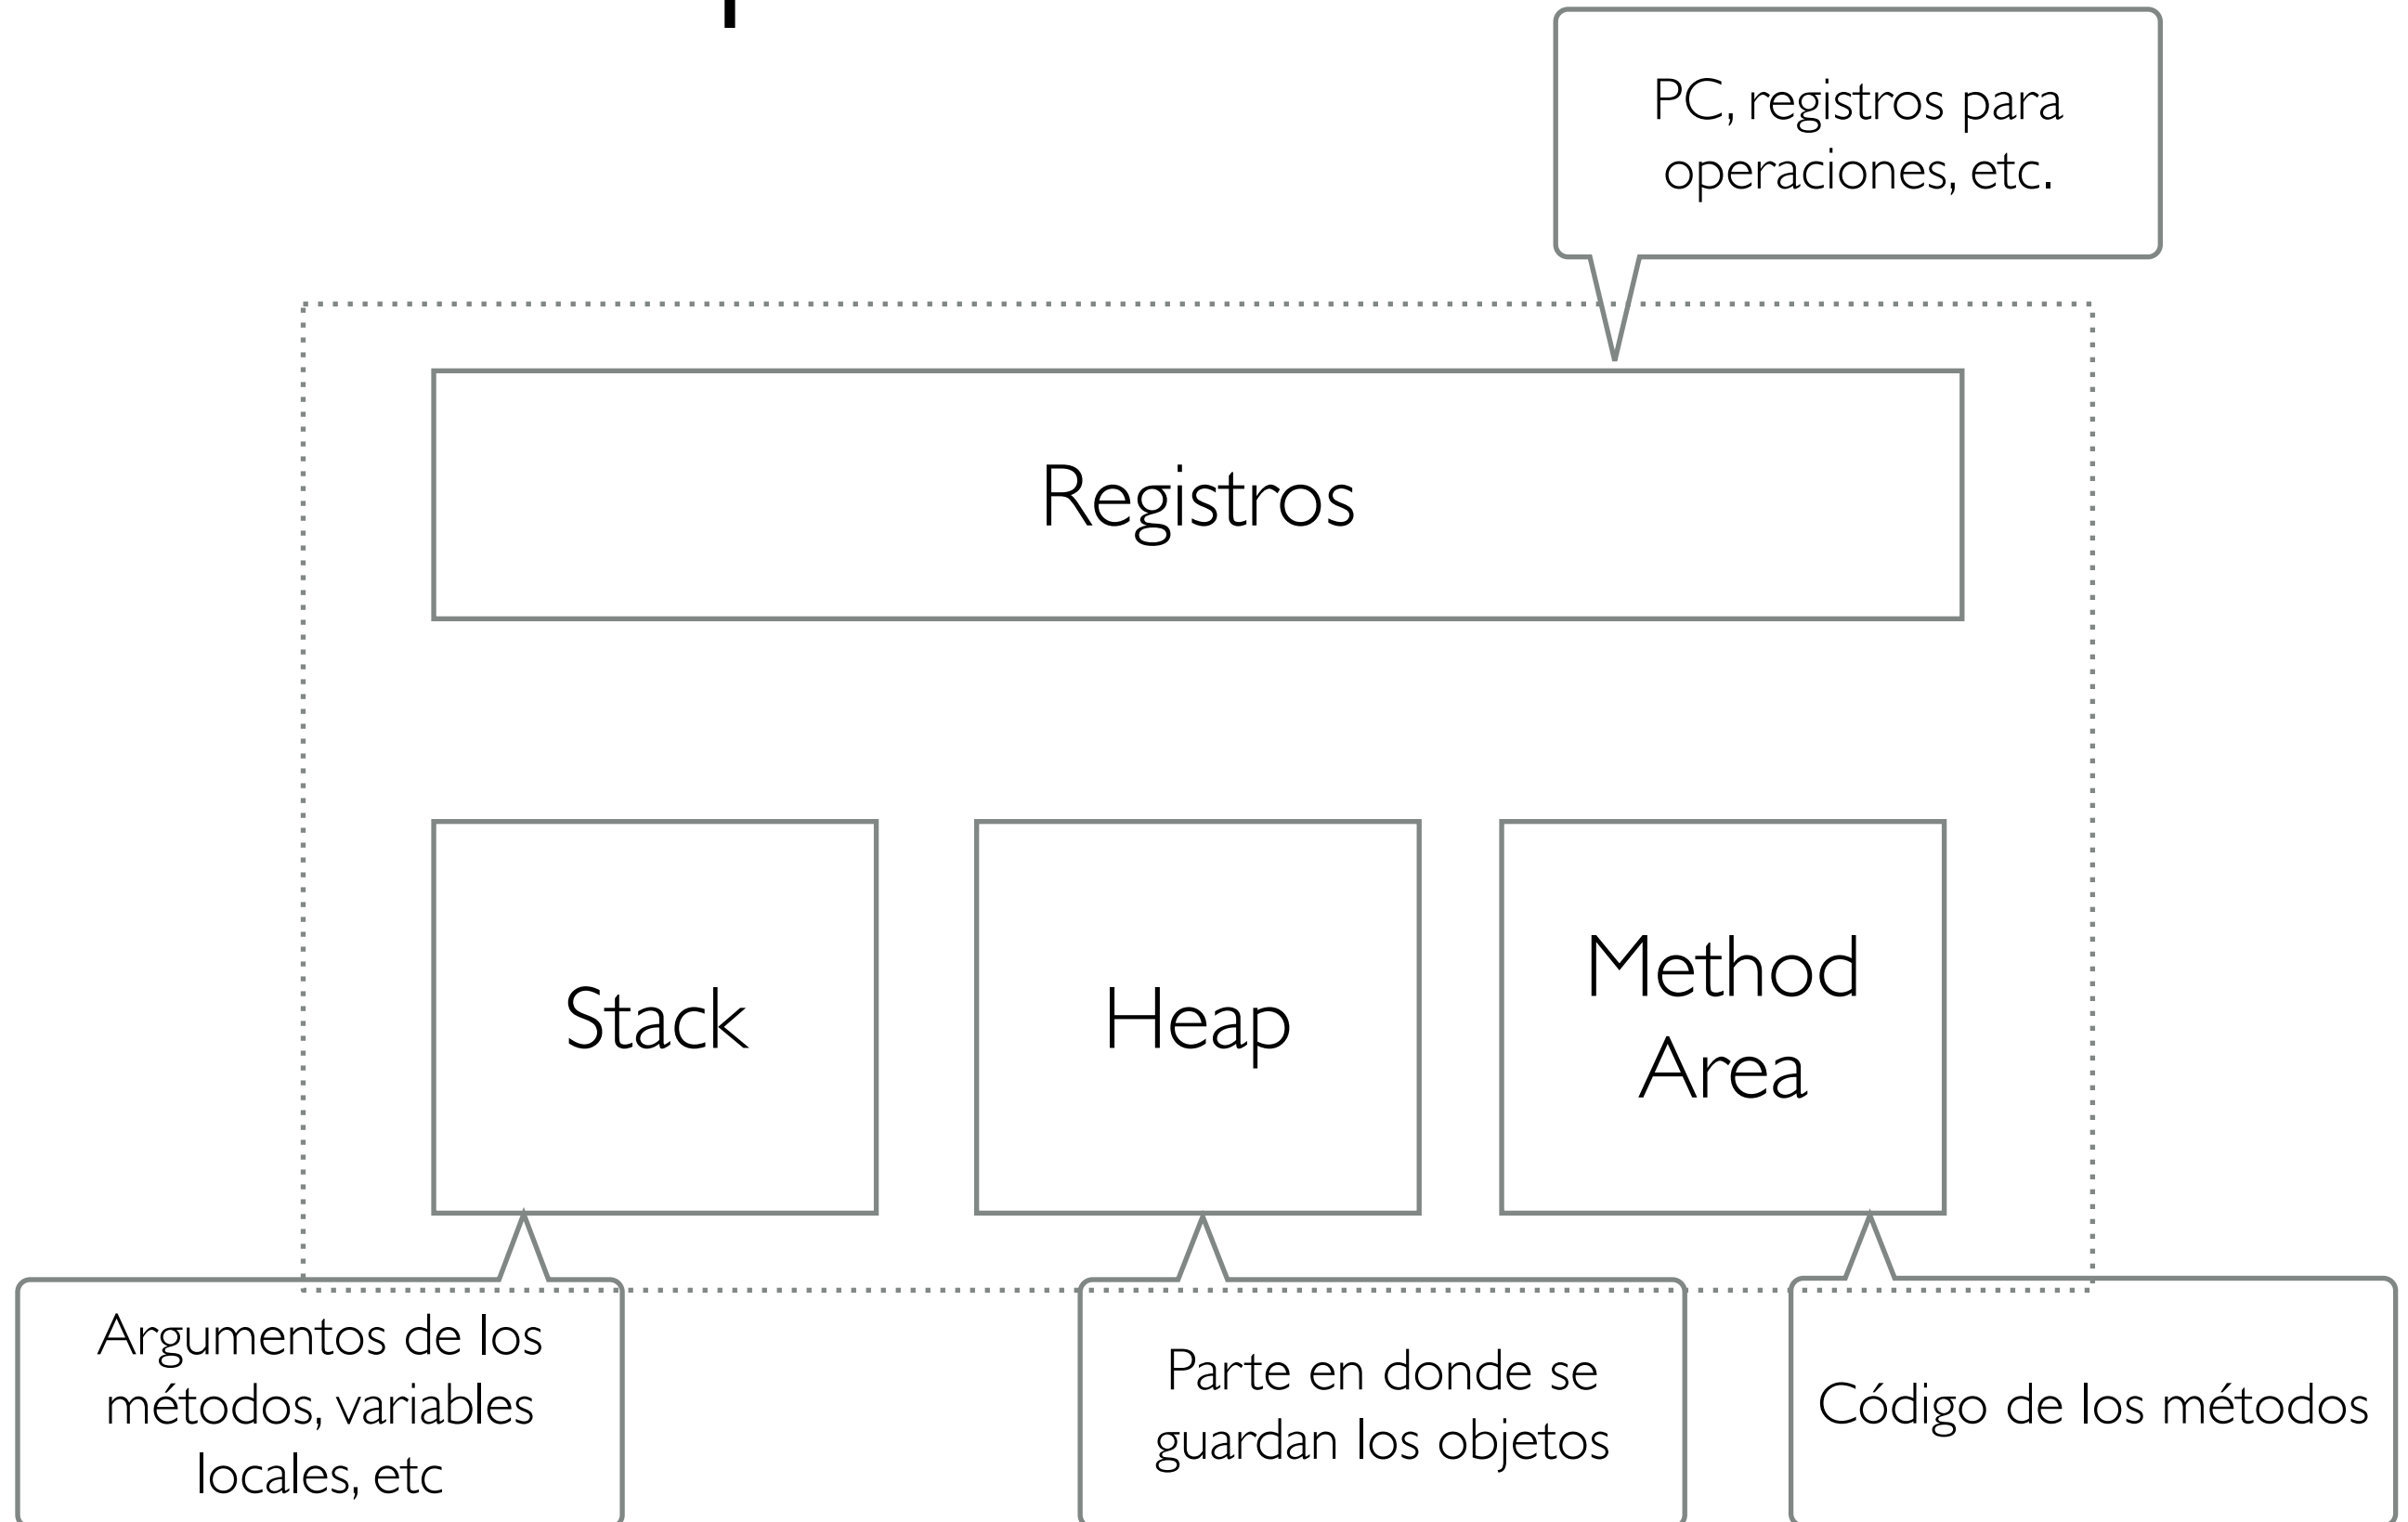 PC, registros para
operaciones, etc.
Registros
Stack
Heap
Method
Area
Argumentos de los
métodos, variables
locales, etc
Parte en donde se
guardan los objetos
Código de los métodos